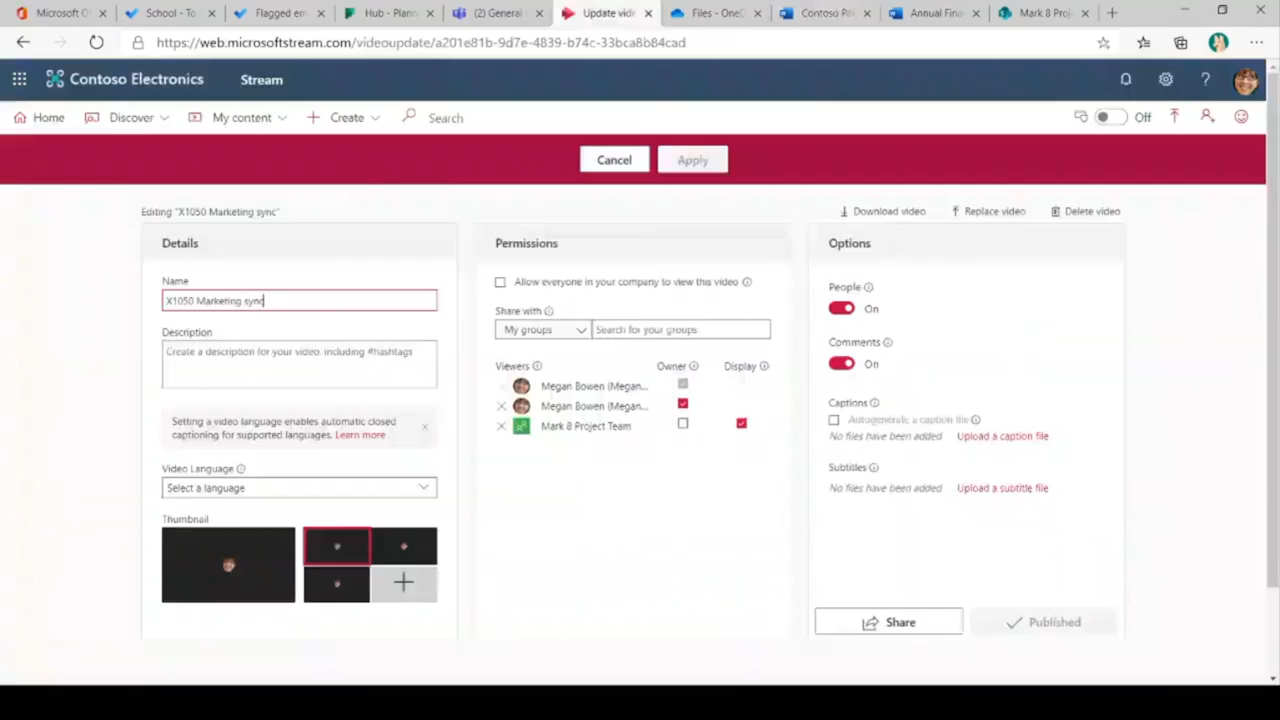 Microsoft Of
School - To
Flagged em
Hub - Plann
(2) General
Update vide
Files - OneD
Contoso
Annual Fina
Mark 8 Proj
https://web.microsoftstream.com/videoupdate/a201e81b-9d7e-4839-b74c-33bca8b84cad
Contoso Electronics Stream
Home Discover My content Create Search Off
Cancel Apply
Editing "X1050 Marketing sync"
Download video Replace video Delete video
Details
Name
X1050 Marketing sync
Description
Create a description for your video, including #hashtags
Setting a video language enables automatic closed
captioning for supported languages. Learn more
Video Language
Select a language
Thumbnail
Permissions
Allow everyone in your company to view this video
Share with
My groups Search for your groups
Viewers Owner Display
Megan Bowen (Megan...
Megan Bowen (Megan...
Mark 8 Project Team
Options
People
On
Comments
On
Captions
Autogenerate a caption file
No files have been added Upload a caption file
Subtitles
No files have been added Upload a subtitle file
Share Published